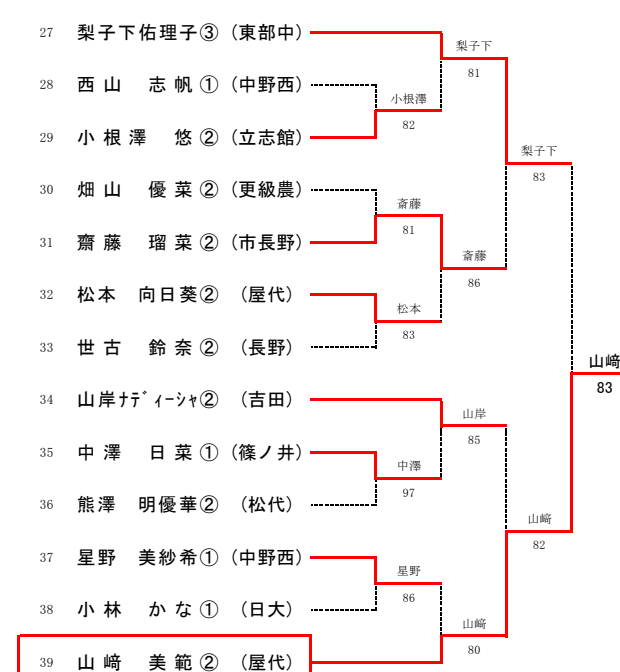 27 梨子下佑理子③ (東部中)
梨子下
81
28 西山 志帆① (中野西)
小根澤
82
29 小根澤 悠② (立志館)
梨子下
83
30 畑山 優菜② (更級農)
斎藤
81
31 齋藤 瑠菜② (市長野)
斎藤
86
32 松本 向日葵② (屋代)
松本
83
33 世古 鈴奈② (長野)
山﨑
83
34 山岸ナディーシャ② (吉田)
山岸
85
35 中澤 日菜① (篠ノ井)
中澤
97
36 熊澤 明優華② (松代)
山﨑
82
37 星野 美紗希① (中野西)
星野
86
38 小林 かな① (日大)
山﨑
80
39 山﨑 美範② (屋代)